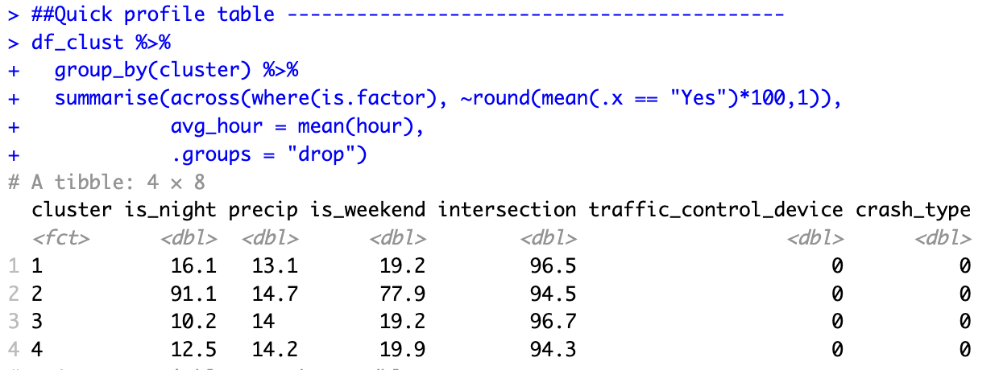 > ##Quick profile table -------------------------------------------
> df_clust %>%
+   group_by(cluster) %>%
+   summarise(across(where(is.factor), ~round(mean(.x == "Yes")*100,1)),
+             avg_hour = mean(hour),
+             .groups = "drop")
# A tibble: 4 × 8
  cluster is_night precip is_weekend intersection traffic_control_device crash_type
  <fct>      <dbl>  <dbl>      <dbl>        <dbl>                  <dbl>      <dbl>
1 1           16.1   13.1       19.2         96.5                      0          0
2 2           91.1   14.7       77.9         94.5                      0          0
3 3           10.2   14         19.2         96.7                      0          0
4 4           12.5   14.2       19.9         94.3                      0          0